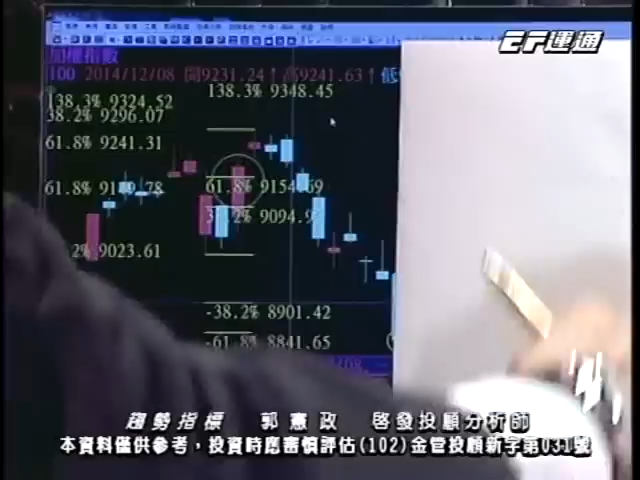 EF運通
加權指數
100 2014/12/08 開9231.24↑高9241.63↑低9
138.3% 9324.52
138.3% 9348.45
38.2% 9296.07
61.8% 9241.31
61.8% 9154.69
9094.9
2% 9023.61
-38.2% 8901.42
-61.8% 8841.65
趨勢指標 郭憲政 啓發投顧分析師
本資料僅供參考，投資時應審慎評估(102)金管投顧新字第031號